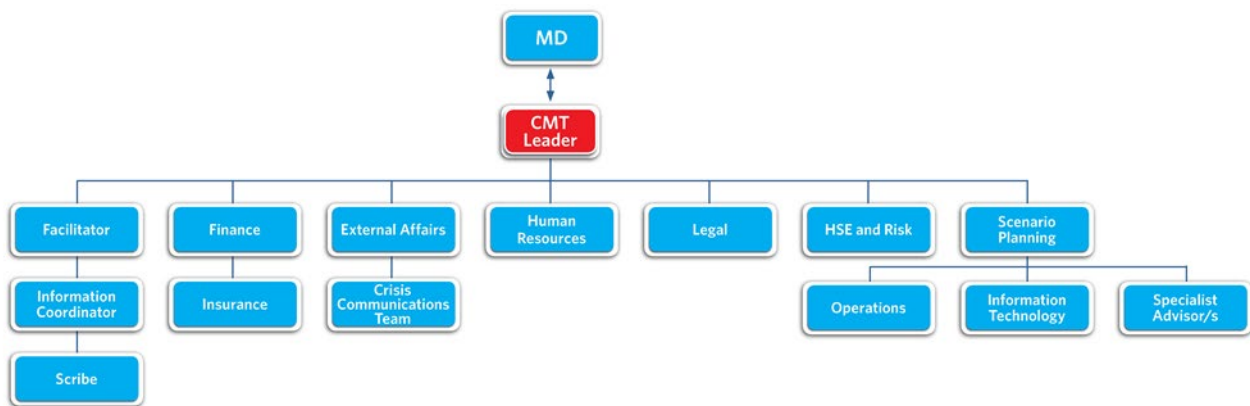 MD
CMT
Leader
Facilitator
Finance
External Affairs
Human
Resources
Legal
HSE and Risk
Scenario
Planning
Information
Coordinator
Insurance
Crisis
Communications
Team
Operations
Information
Technology
Specialist
Advisor/s
Scribe